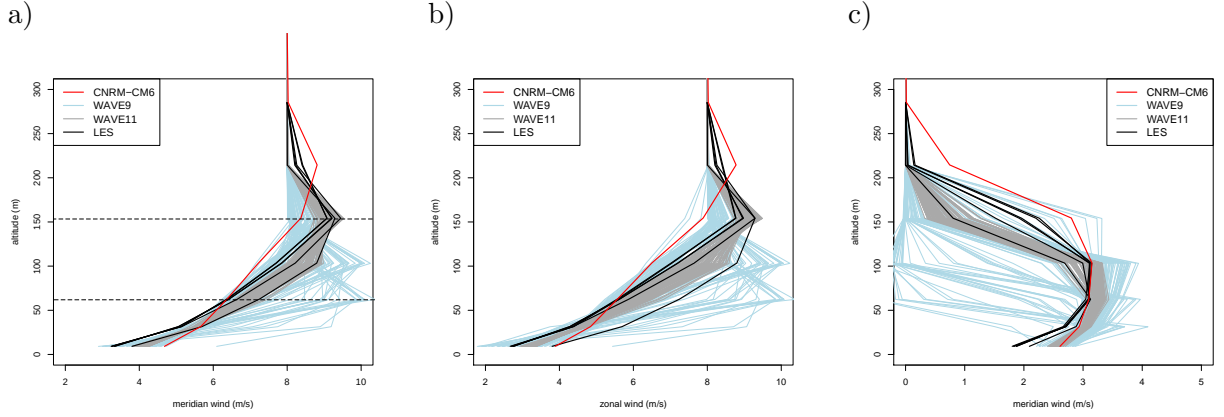 a)
CNRM-CM6
WAVE9
WAVE11
LES
altitude (m)
0 50 100 150 200 250 300
2 4 6 8 10
meridian wind (m/s)
b)
CNRM-CM6
WAVE9
WAVE11
LES
altitude (m)
0 50 100 150 200 250 300
2 4 6 8 10
zonal wind (m/s)
c)
CNRM-CM6
WAVE9
WAVE11
LES
altitude (m)
0 50 100 150 200 250 300
0 1 2 3 4 5
meridian wind (m/s)